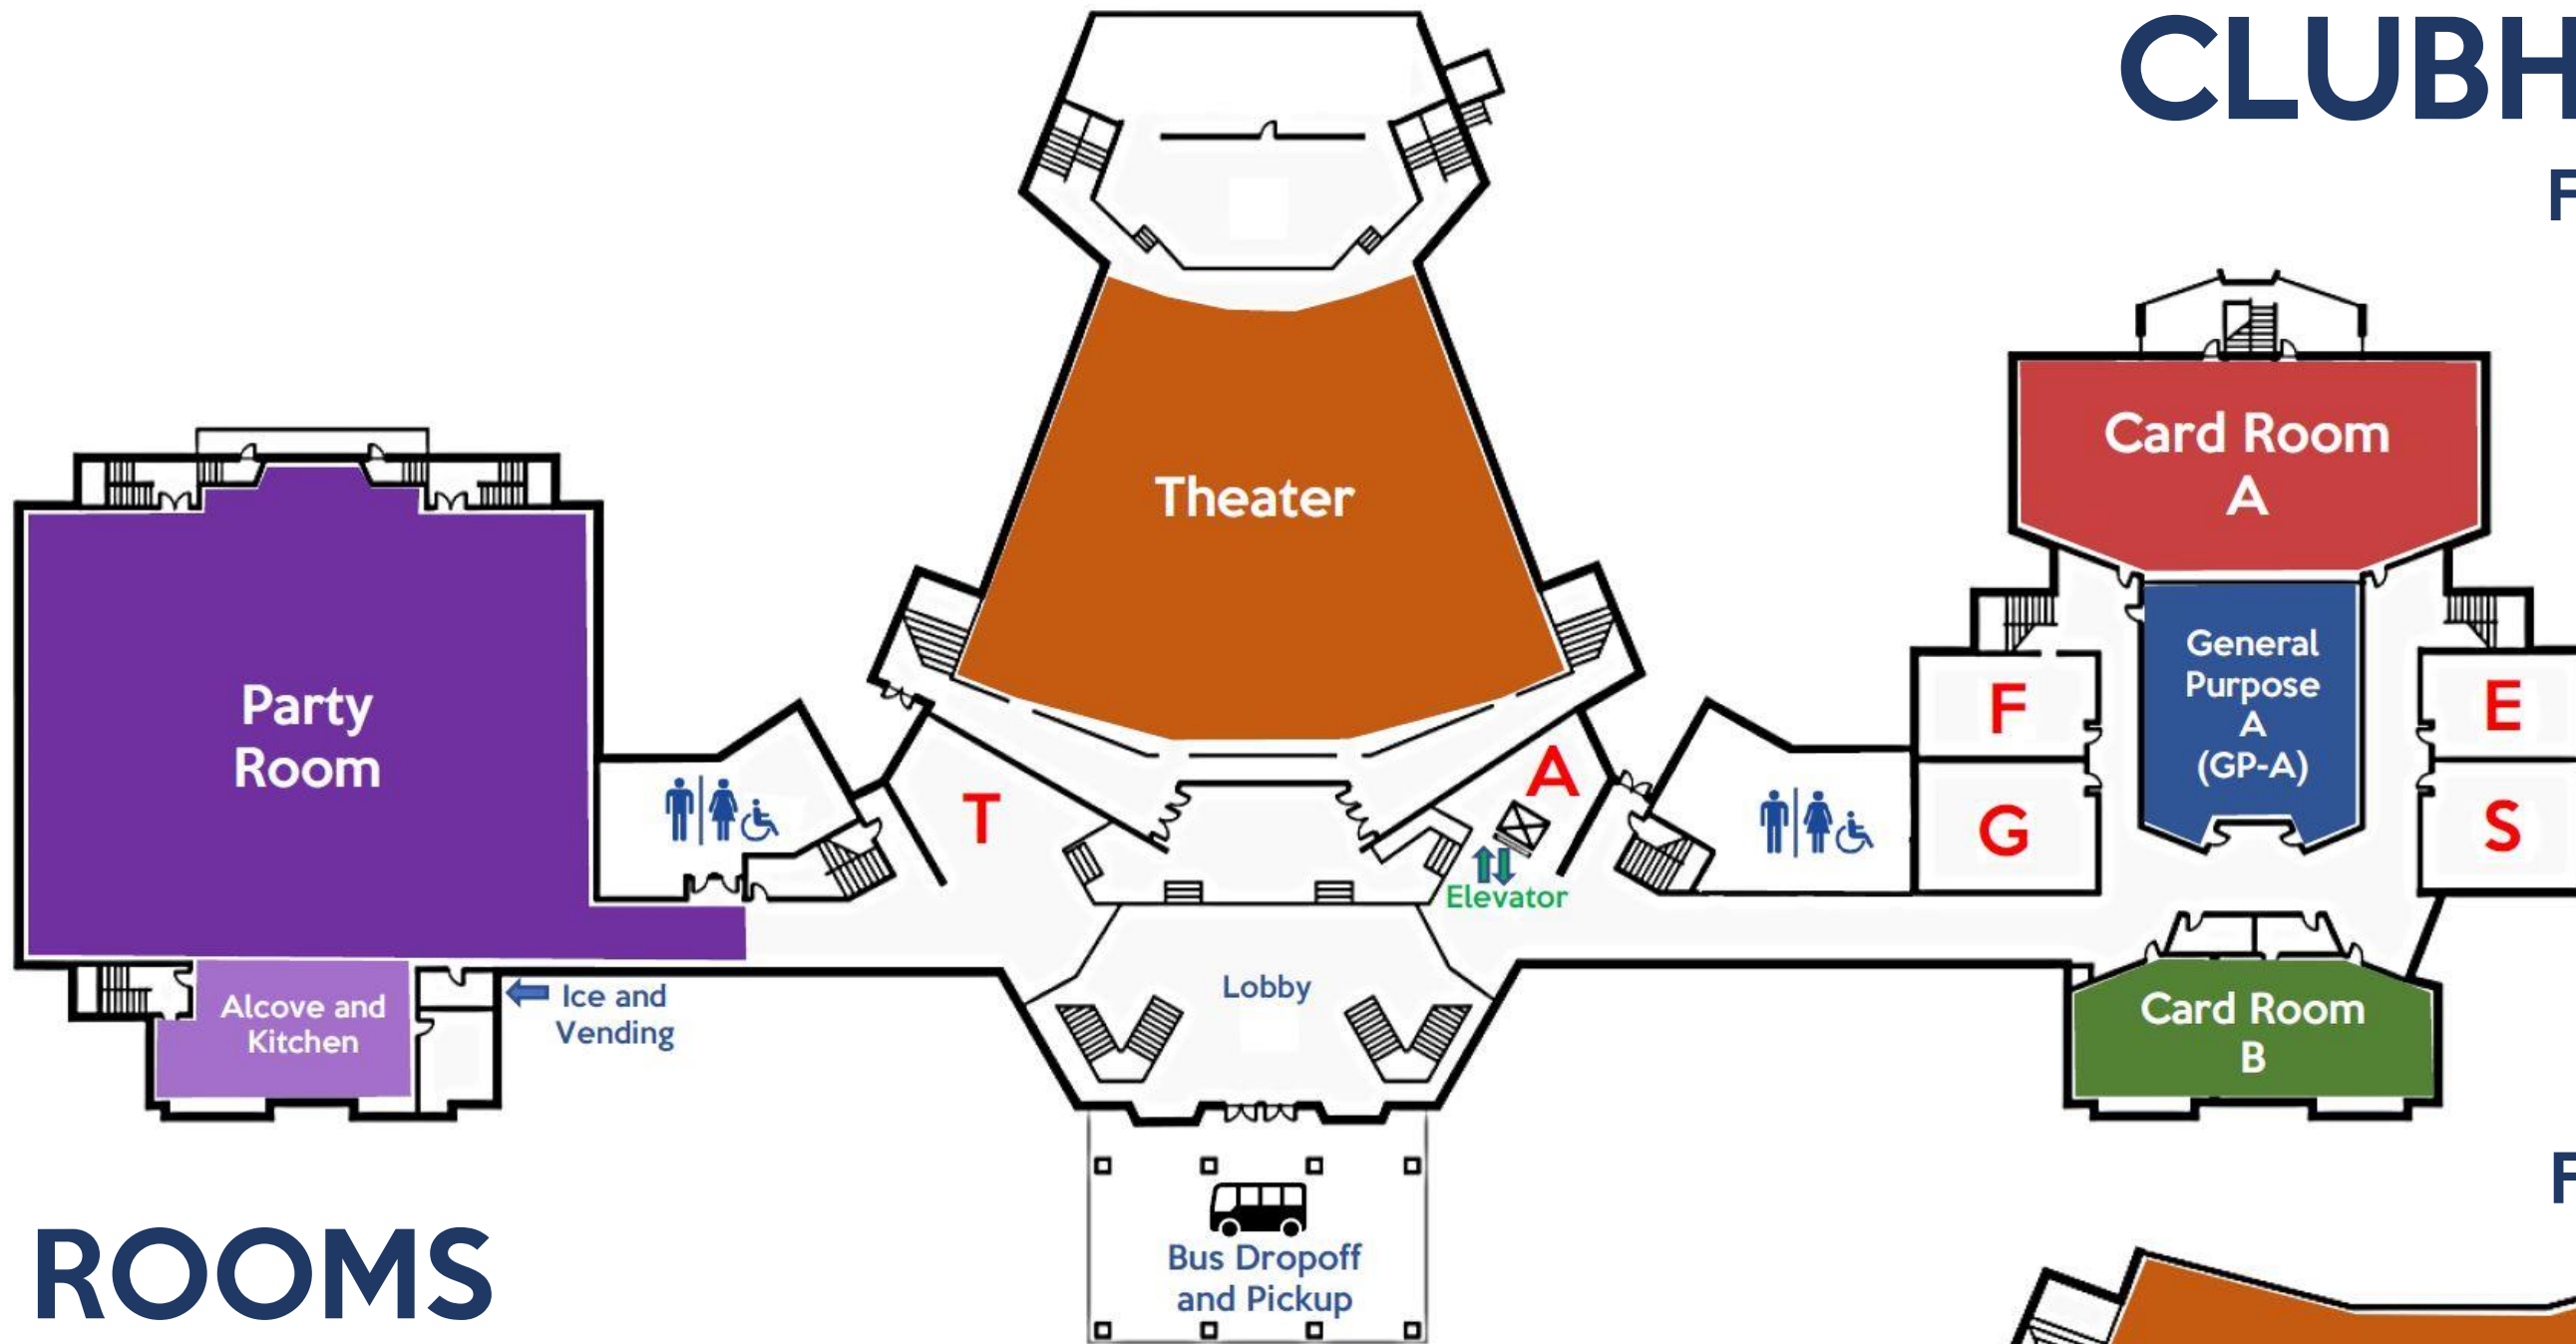 CLUBH
F
Card Room
A
Theater
General
Purpose
A
(GP-A)
Party
Room
F
E
T
A
G
S
Elevator
Lobby
Ice and
Vending
Alcove and
Kitchen
Card Room
B
F
Bus Dropoff
and Pickup
ROOMS